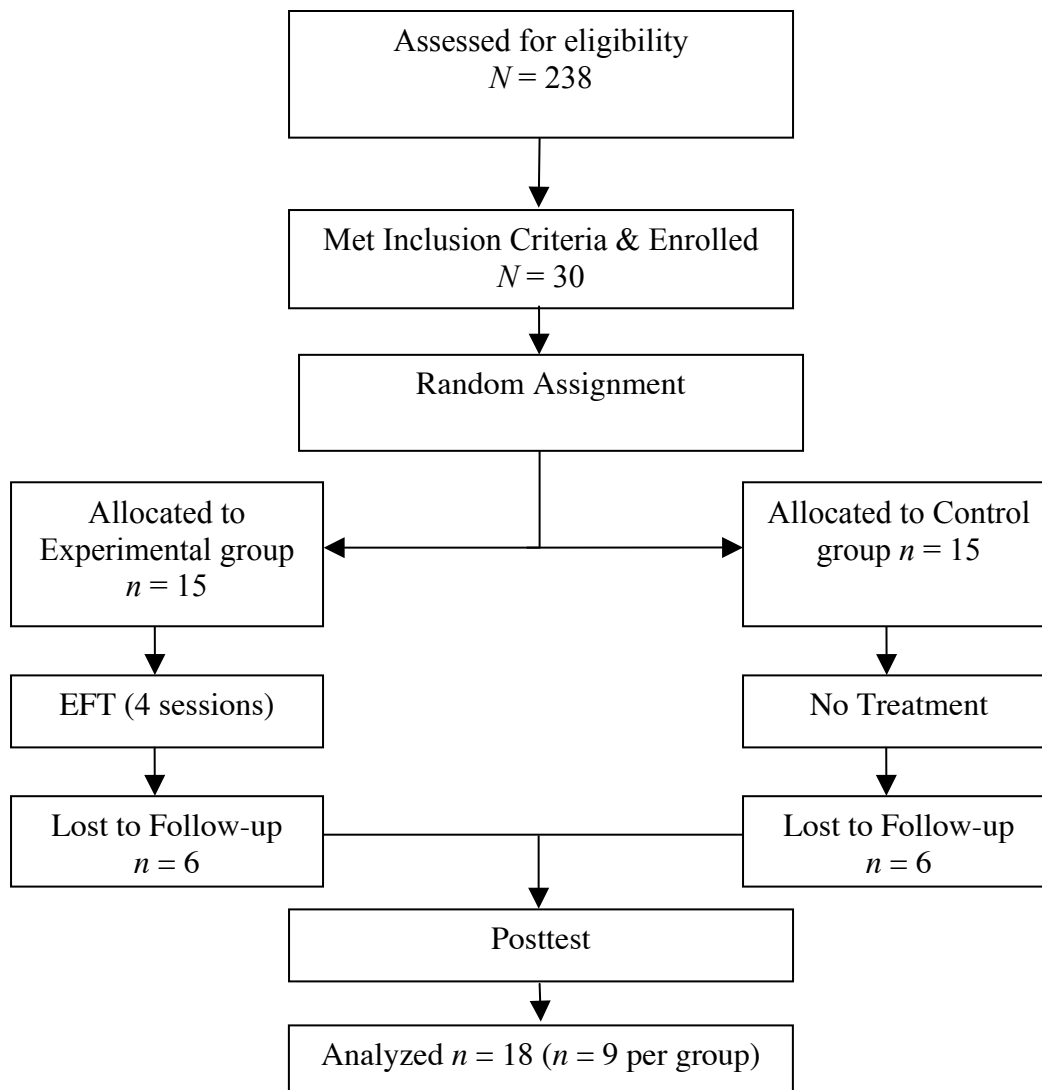 Assessed for eligibility
N = 238
Met Inclusion Criteria & Enrolled
N = 30
Random Assignment
Allocated to
Experimental group
n = 15
Allocated to Control
group n = 15
EFT (4 sessions)
No Treatment
Lost to Follow-up
n = 6
Lost to Follow-up
n = 6
Posttest
Analyzed n = 18 (n = 9 per group)